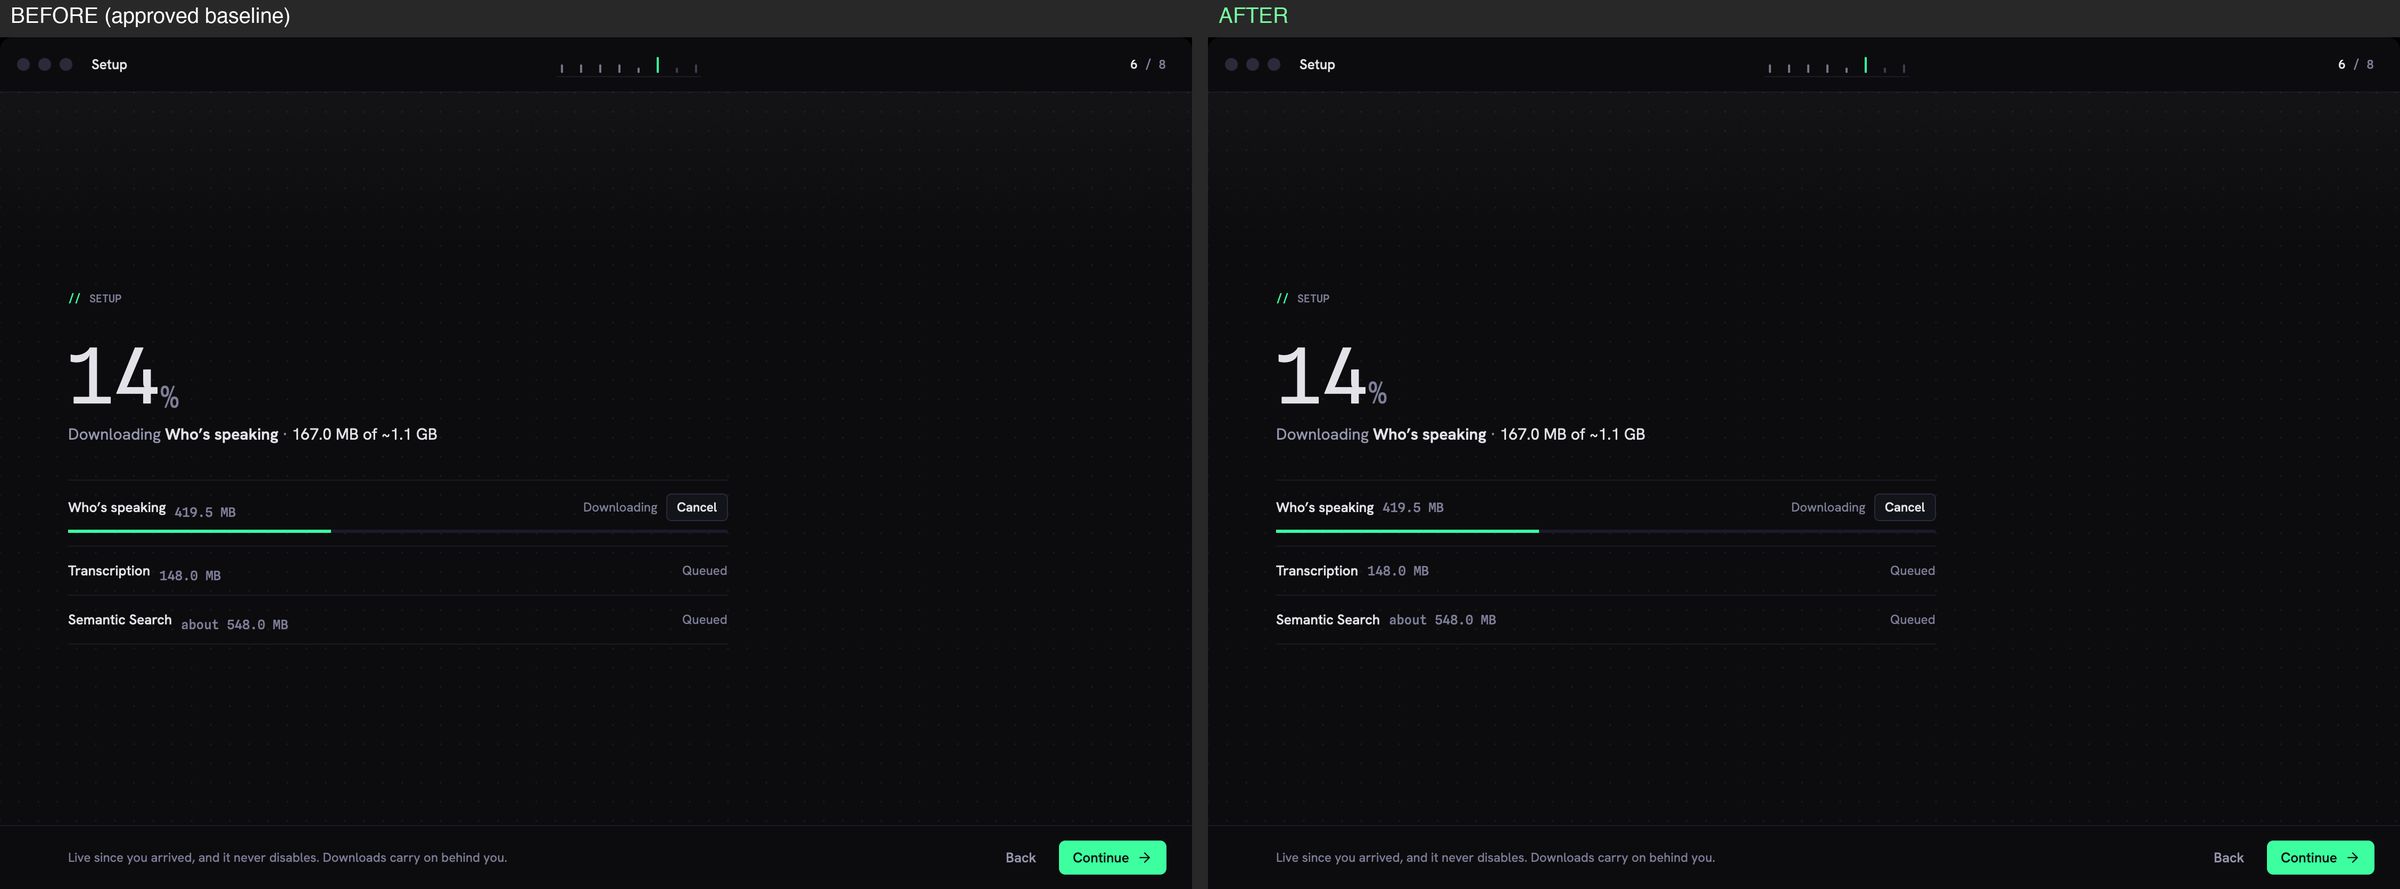 BEFORE (approved baseline)
Setup
6 / 8
// SETUP
14%
Downloading Who’s speaking · 167.0 MB of ~1.1 GB
Who’s speaking 419.5 MB Downloading Cancel
Transcription 148.0 MB Queued
Semantic Search about 548.0 MB Queued
Live since you arrived, and it never disables. Downloads carry on behind you. Back Continue →
AFTER
Setup
6 / 8
// SETUP
14%
Downloading Who’s speaking · 167.0 MB of ~1.1 GB
Who’s speaking 419.5 MB Downloading Cancel
Transcription 148.0 MB Queued
Semantic Search about 548.0 MB Queued
Live since you arrived, and it never disables. Downloads carry on behind you. Back Continue →